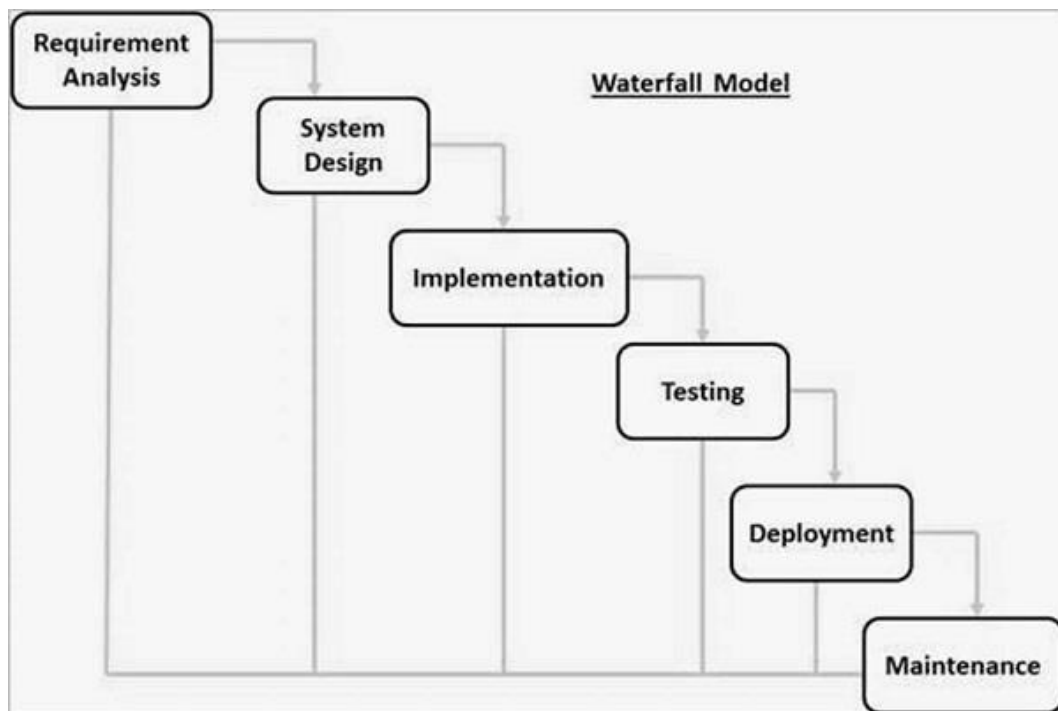 Requirement
Analysis
Waterfall Model
System
Design
Implementation
Testing
Deployment
Maintenance